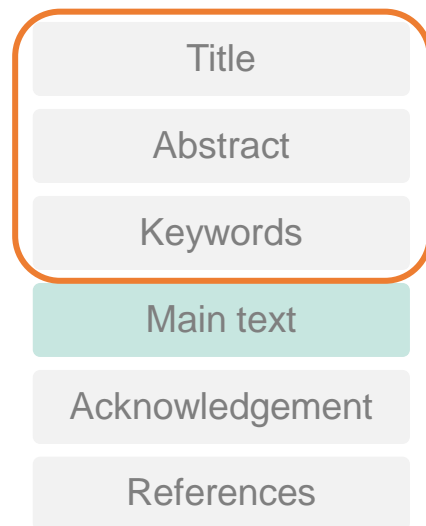 Title
Abstract
Keywords
Main text
Acknowledgement
References